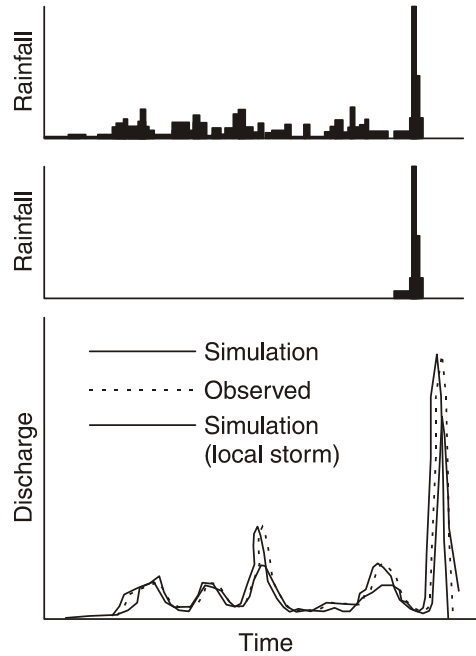 Rainfall
Rainfall
Discharge
Simulation
Observed
Simulation
(local storm)
Time